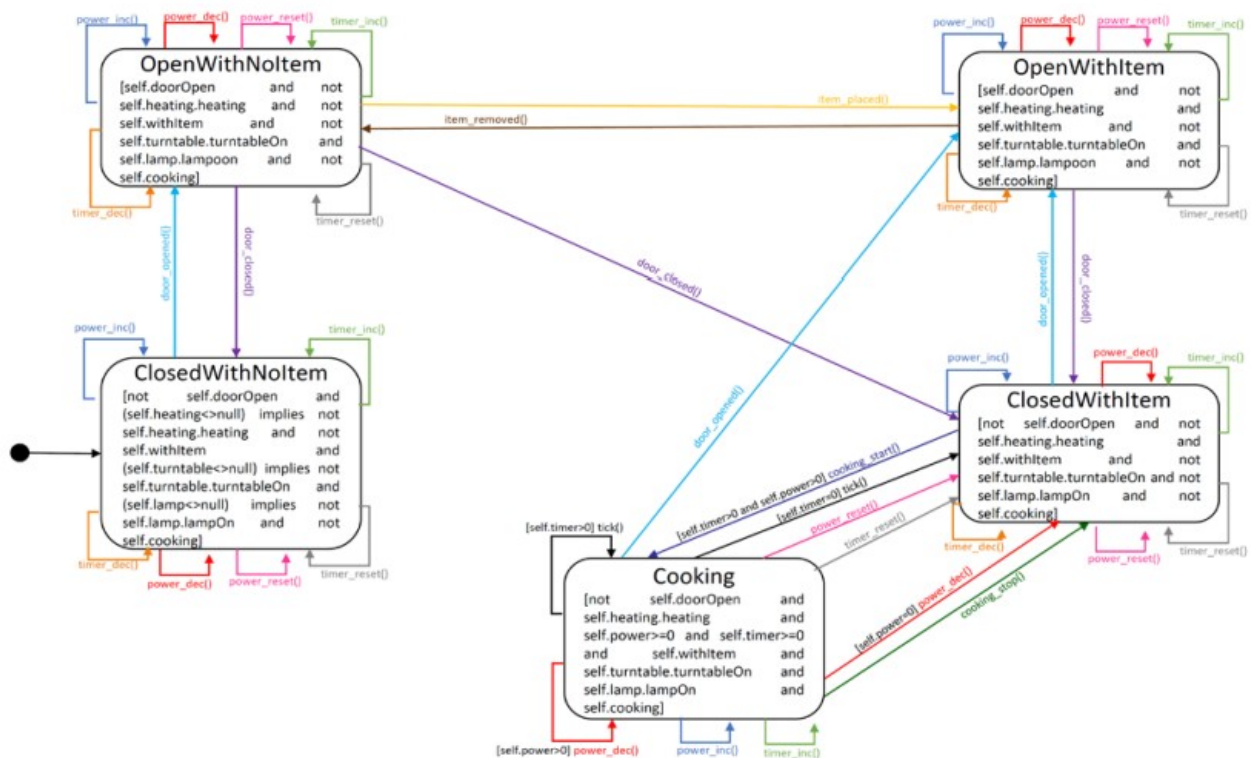 power_inc()
power_dec()
power_reset()
timer_inc()
OpenWithNoItem
[self.doorOpen and not
self.heating.heating and not
self.withItem and not
self.turntable.turntableOn and
self.lamp.lampoon and not
self.cooking]
timer_dec()
timer_reset()
power_inc()
power_dec()
power_reset()
timer_inc()
OpenWithItem
[self.doorOpen and not
self.heating.heating and
self.withItem and not
self.turntable.turntableOn and
self.lamp.lampoon and not
self.cooking]
timer_dec()
timer_reset()
item_placed()
item_removed()
door_opened()
door_closed()
door_closed()
door_opened()
door_opened()
door_closed()
power_inc()
timer_inc()
ClosedWithNoItem
[not self.doorOpen and
(self.heating<>null) implies not
self.heating.heating and not
self.withItem and
(self.turntable<>null) implies not
self.turntable.turntableOn and
(self.lamp<>null) implies not
self.lamp.lampOn and not
self.cooking]
timer_dec()
power_dec()
power_reset()
timer_reset()
power_inc()
power_dec()
timer_inc()
ClosedWithItem
[not self.doorOpen and not
self.heating.heating and
self.withItem and not
self.turntable.turntableOn and not
self.lamp.lampOn and not
self.cooking]
timer_dec()
power_reset()
timer_reset()
[self.timer>0 and self.power>0] cooking_start()
[self.timer=0] tick()
power_reset()
timer_reset()
[self.power=0] power_dec()
cooking_stop()
[self.timer>0] tick()
Cooking
[not self.doorOpen and
self.heating.heating and
self.power>=0 and self.timer>=0
and self.withItem and
self.turntable.turntableOn and
self.lamp.lampOn and
self.cooking]
[self.power>0] power_dec()
power_inc()
timer_inc()